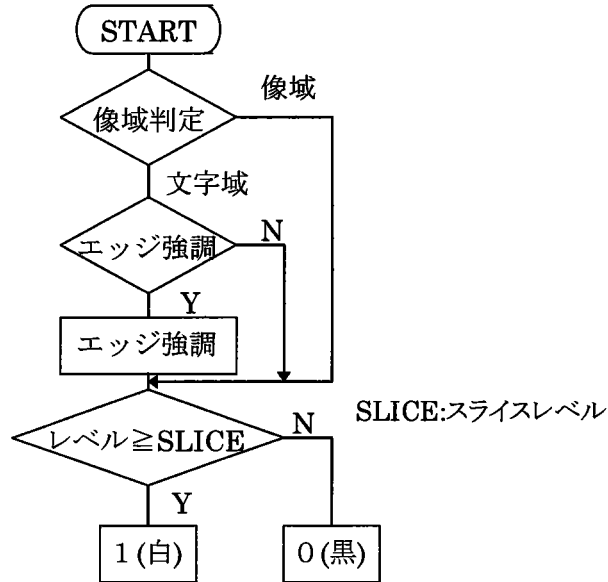 START
像域
像域判定
文字域
エッジ強調
N
Y
エッジ強調
SLICE:スライスレベル
レベル≧SLICE
N
Y
1(白)
0(黒)